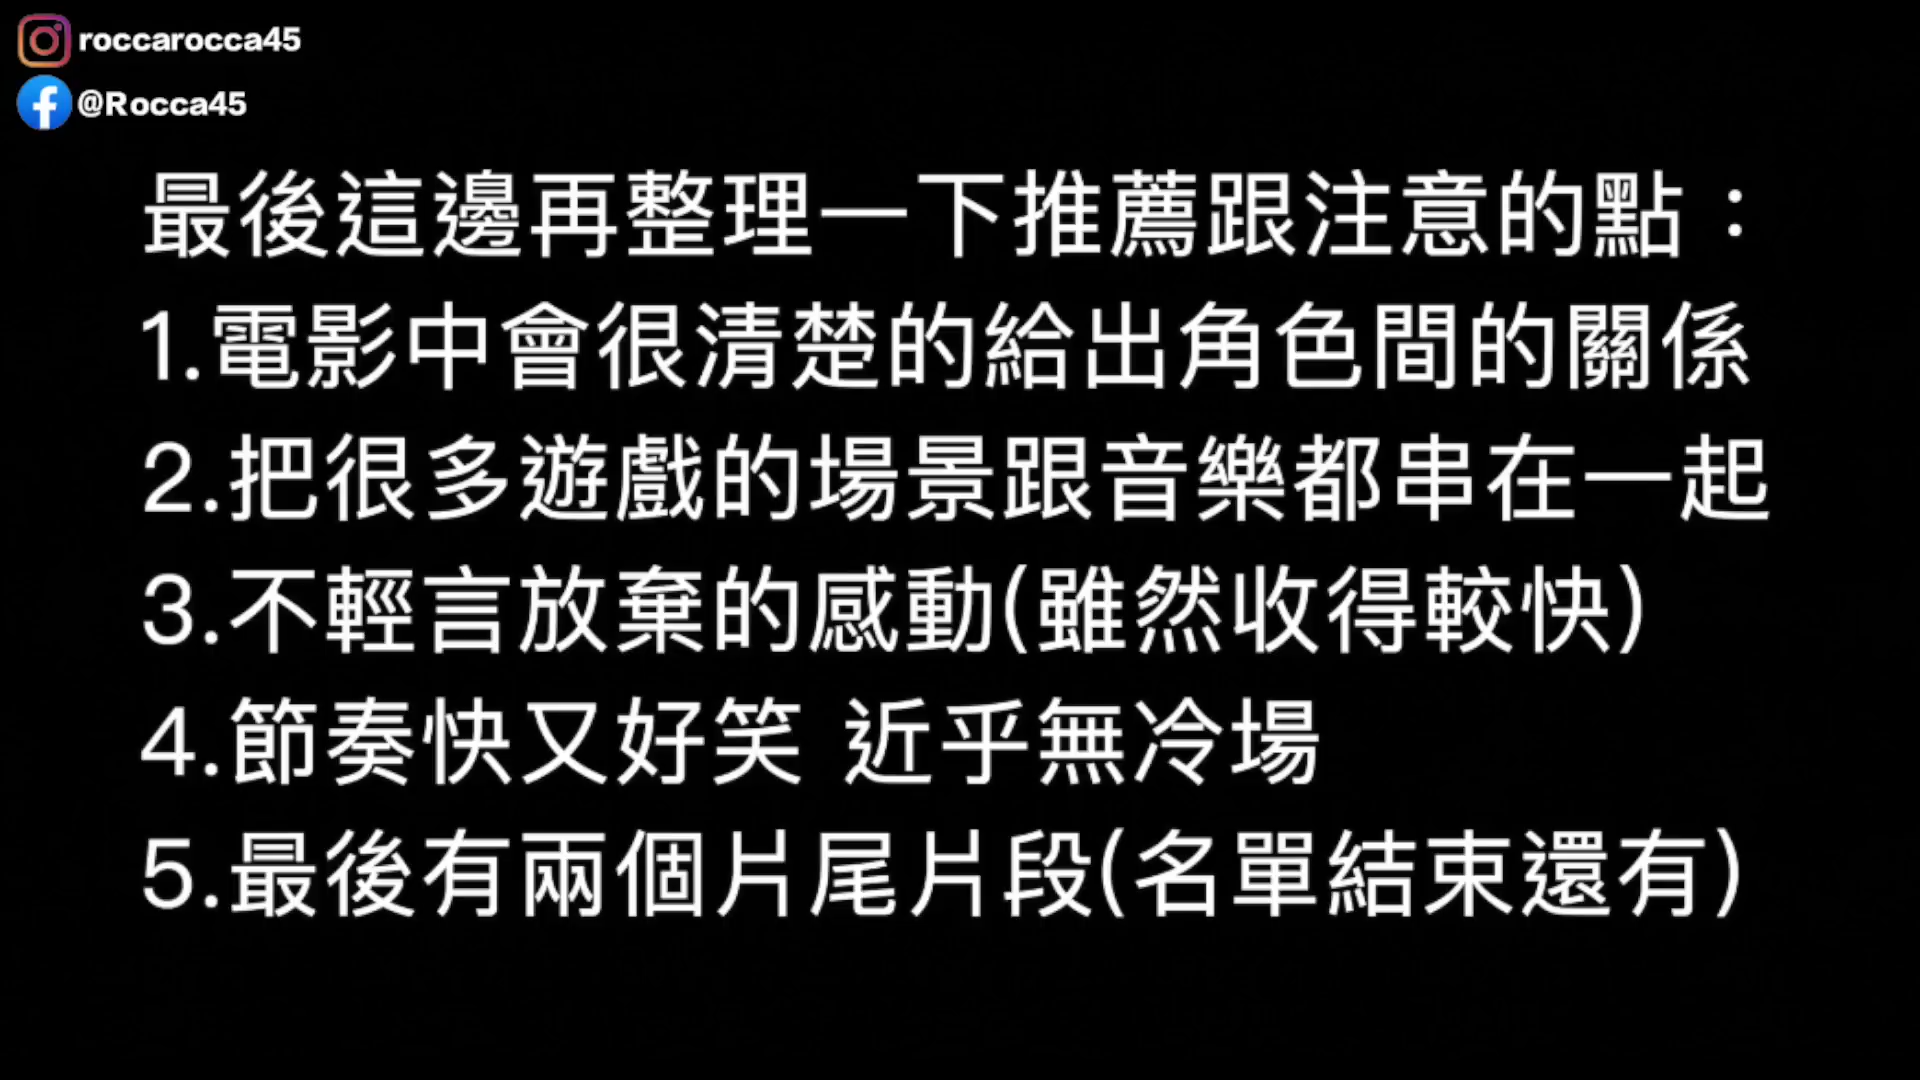 roccarocca45
@Rocca45
最後這邊再整理一下推薦跟注意的點：
1.電影中會很清楚的給出角色間的關係
2.把很多遊戲的場景跟音樂都串在一起
3.不輕言放棄的感動(雖然收得較快)
4.節奏快又好笑 近乎無冷場
5.最後有兩個片尾片段(名單結束還有)